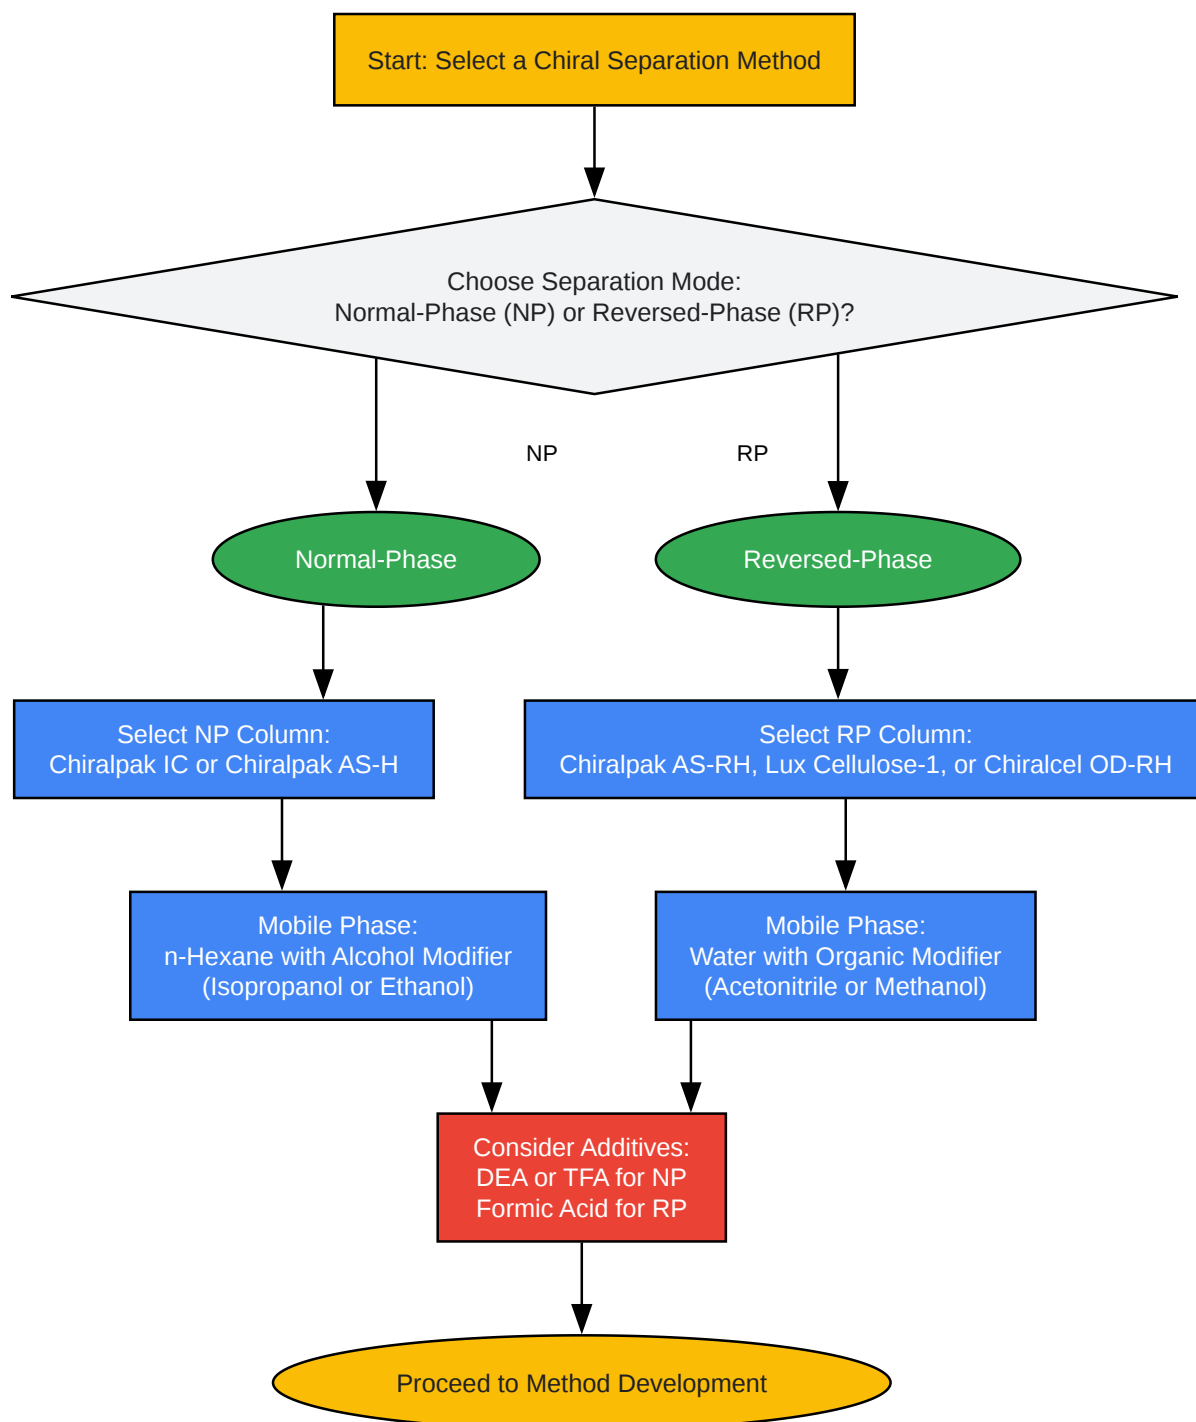 Start: Select a Chiral Separation Method
Choose Separation Mode:
Normal-Phase (NP) or Reversed-Phase (RP)?
NP
RP
Normal-Phase
Reversed-Phase
Select NP Column:
Chiralpak IC or Chiralpak AS-H
Select RP Column:
Chiralpak AS-RH, Lux Cellulose-1, or Chiralcel OD-RH
Mobile Phase:
n-Hexane with Alcohol Modifier
(Isopropanol or Ethanol)
Mobile Phase:
Water with Organic Modifier
(Acetonitrile or Methanol)
Consider Additives:
DEA or TFA for NP
Formic Acid for RP
Proceed to Method Development